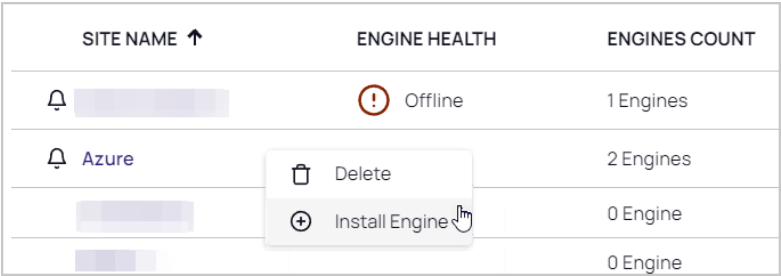 SITE NAME ↑ ENGINE HEALTH ENGINES COUNT
Offline 1 Engines
Azure 2 Engines
Delete
Install Engine 0 Engine
0 Engine